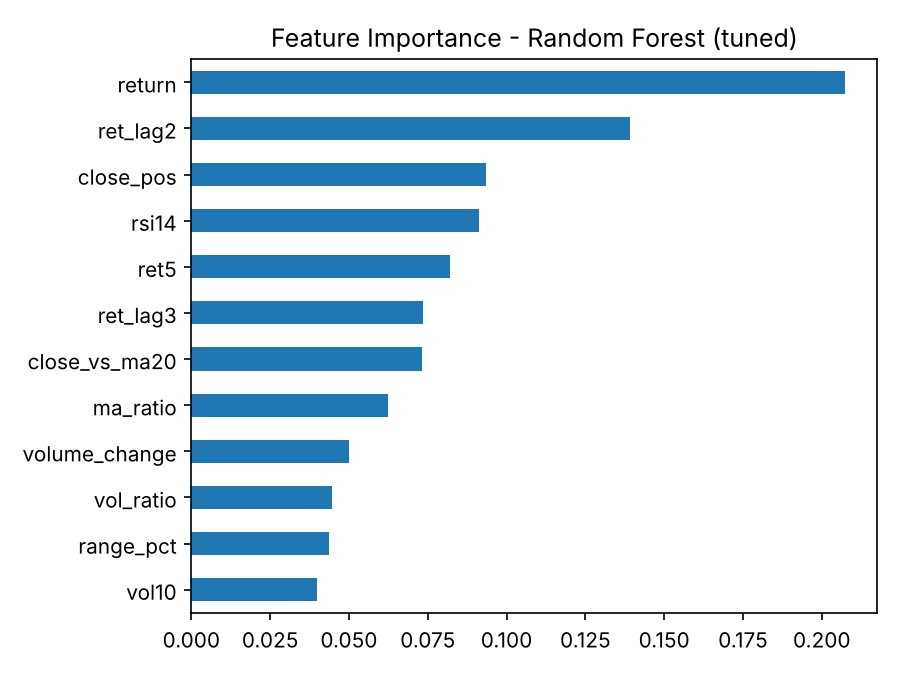 Feature Importance - Random Forest (tuned)
return
ret_lag2
close_pos
rsi14
ret5
ret_lag3
close_vs_ma20
ma_ratio
volume_change
vol_ratio
range_pct
vol10
0.000 0.025 0.050 0.075 0.100 0.125 0.150 0.175 0.200